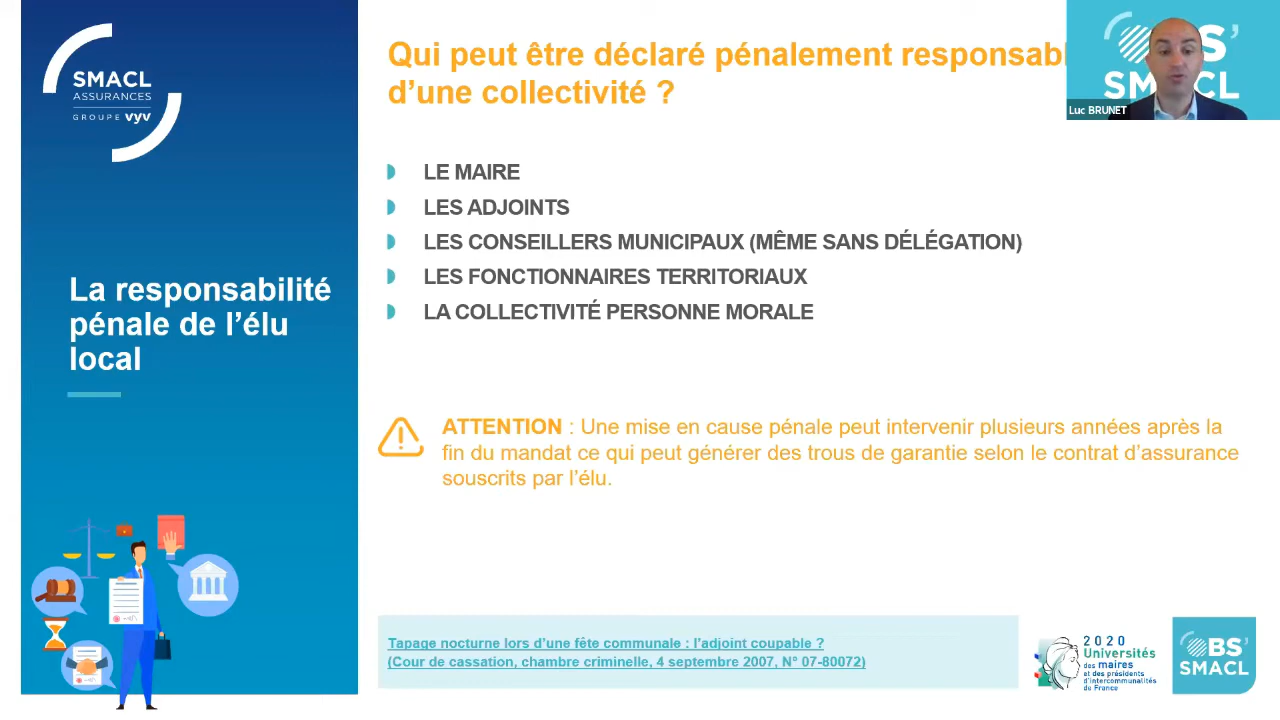 SMACL
ASSURANCES
GROUPE vyv
La responsabilité
pénale de l'élu
local
Qui peut être déclaré pénalement
d'une collectivité ?
LE MAIRE
LES ADJOINTS
LES CONSEILLERS MUNICIPAUX (MÊME SANS DÉLÉGATION)
LES FONCTIONNAIRES TERRITORIAUX
LA COLLECTIVITÉ PERSONNE MORALE
ATTENTION : Une mise en cause pénale peut intervenir plusieurs années après la
fin du mandat ce qui peut générer des trous de garantie selon le contrat d'assurance
souscrits par l'élu.
Tapage nocturne lors d'une fête communale : l'adjoint coupable ?
(Cour de cassation, chambre criminelle, 4 septembre 2007, N° 07-80072)
Luc BRUNET
2020
Universités
des maires
et des présidents
d'intercommunalités
de France
OBS'
SMACL